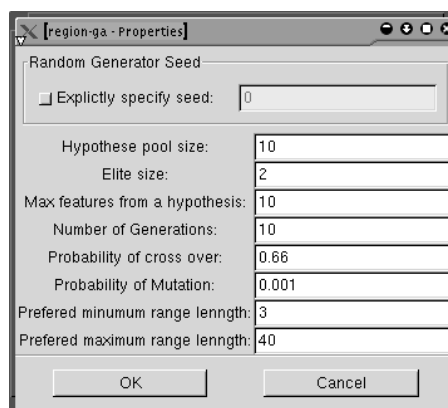 [region-ga - Properties]
Random Generator Seed
Explictly specify seed: 0
Hypothese pool size: 10
Elite size: 2
Max features from a hypothesis: 10
Number of Generations: 10
Probability of cross over: 0.66
Probability of Mutation: 0.001
Prefered minumum range lenngth: 3
Prefered maximum range lenngth: 40
OK Cancel